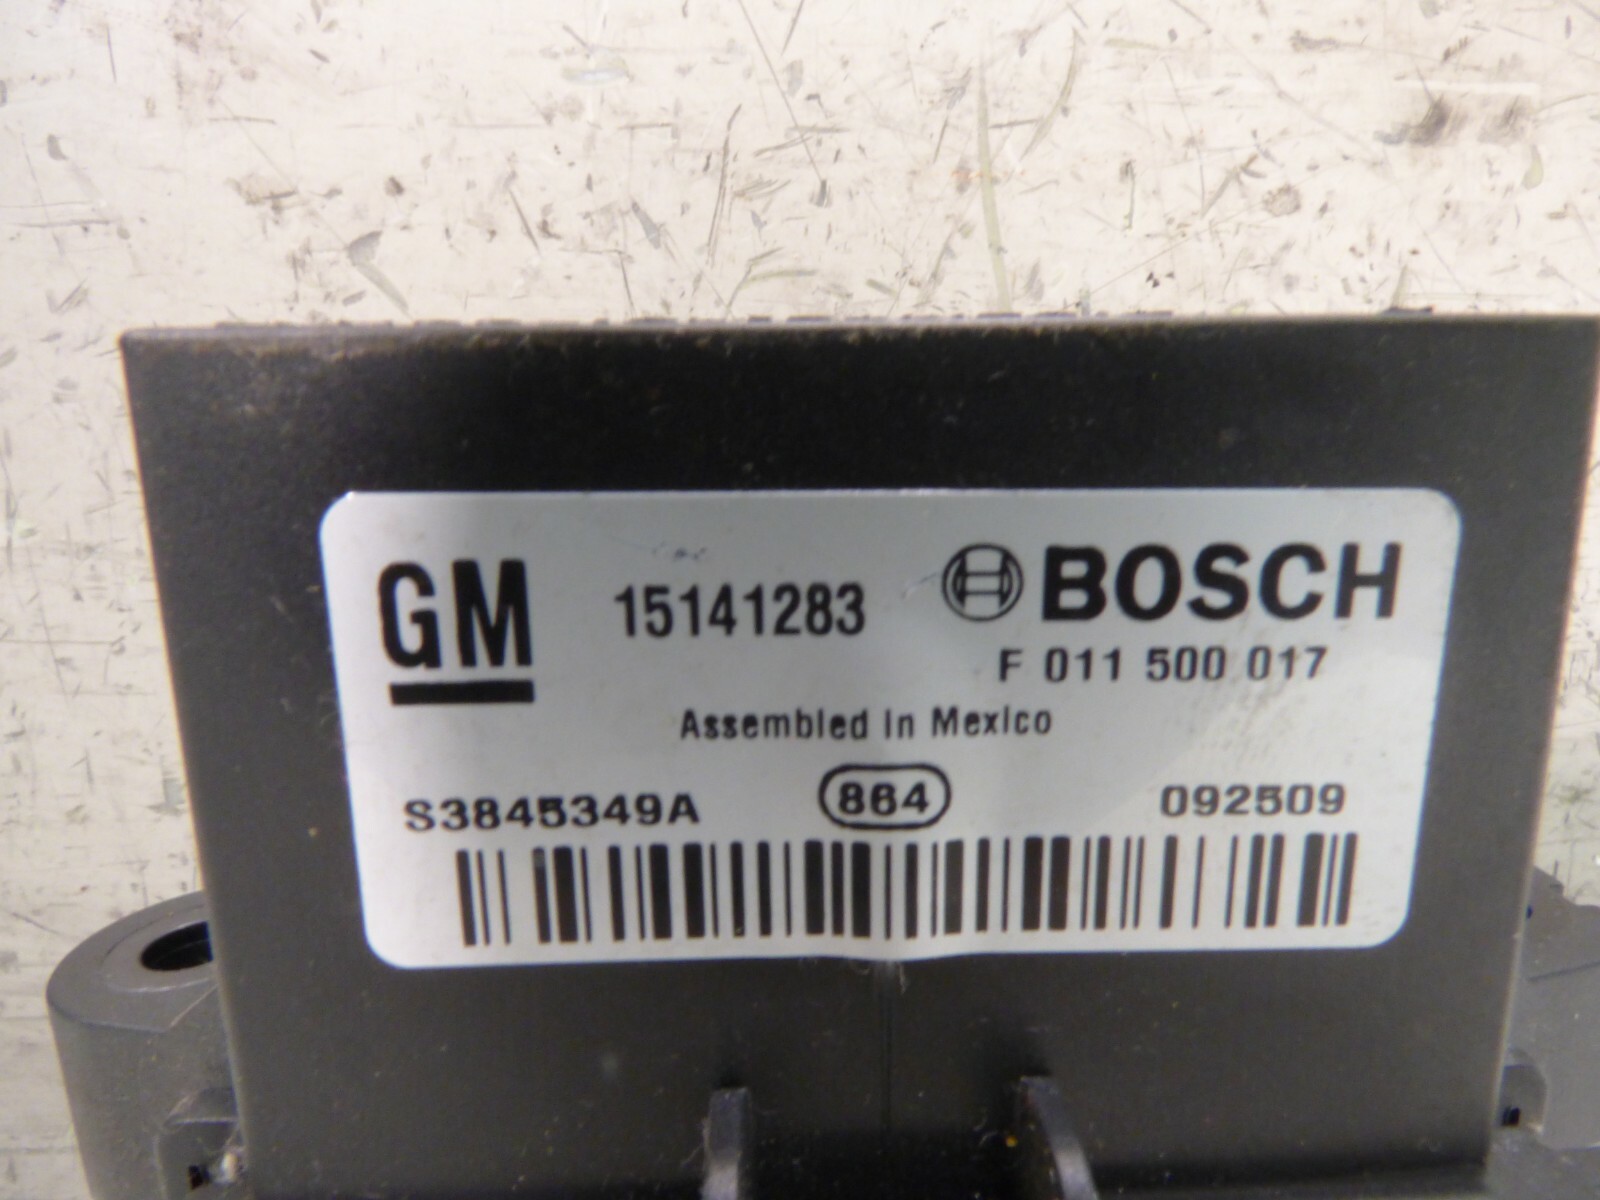 GM 15141283 BOSCH
F 011 500 017
Assembled in Mexico
S3845349A 864 092509